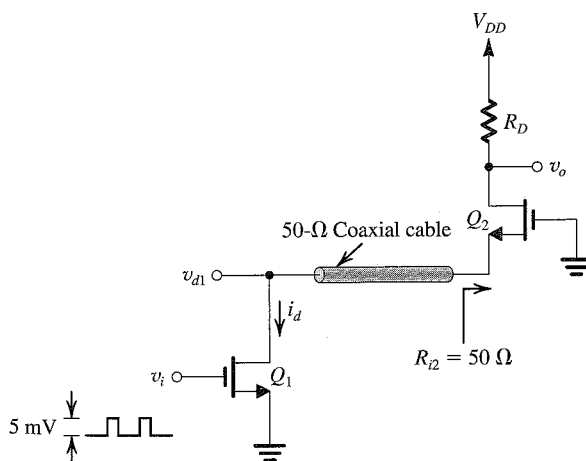 V_DD
R_D
v_o
Q_2
50-Ω Coaxial cable
v_d1
i_d
R_i2 = 50 Ω
v_i
Q_1
5 mV